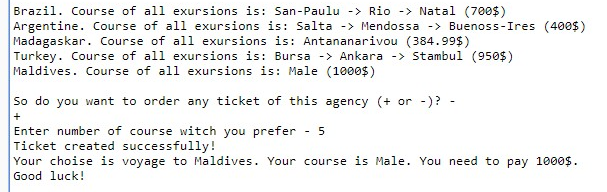 Brazil. Course of all exursions is: San-Paulu -> Rio -> Natal (700$)
Argentine. Course of all exursions is: Salta -> Mendossa -> Buenoss-Ires (400$)
Madagaskar. Course of all exursions is: Antananarivou (384.99$)
Turkey. Course of all exursions is: Bursa -> Ankara -> Stambul (950$)
Maldives. Course of all exursions is: Male (1000$)
So do you want to order any ticket of this agency (+ or -)? -
+
Enter number of course witch you prefer - 5
Ticket created successfully!
Your choise is voyage to Maldives. Your course is Male. You need to pay 1000$.
Good luck!